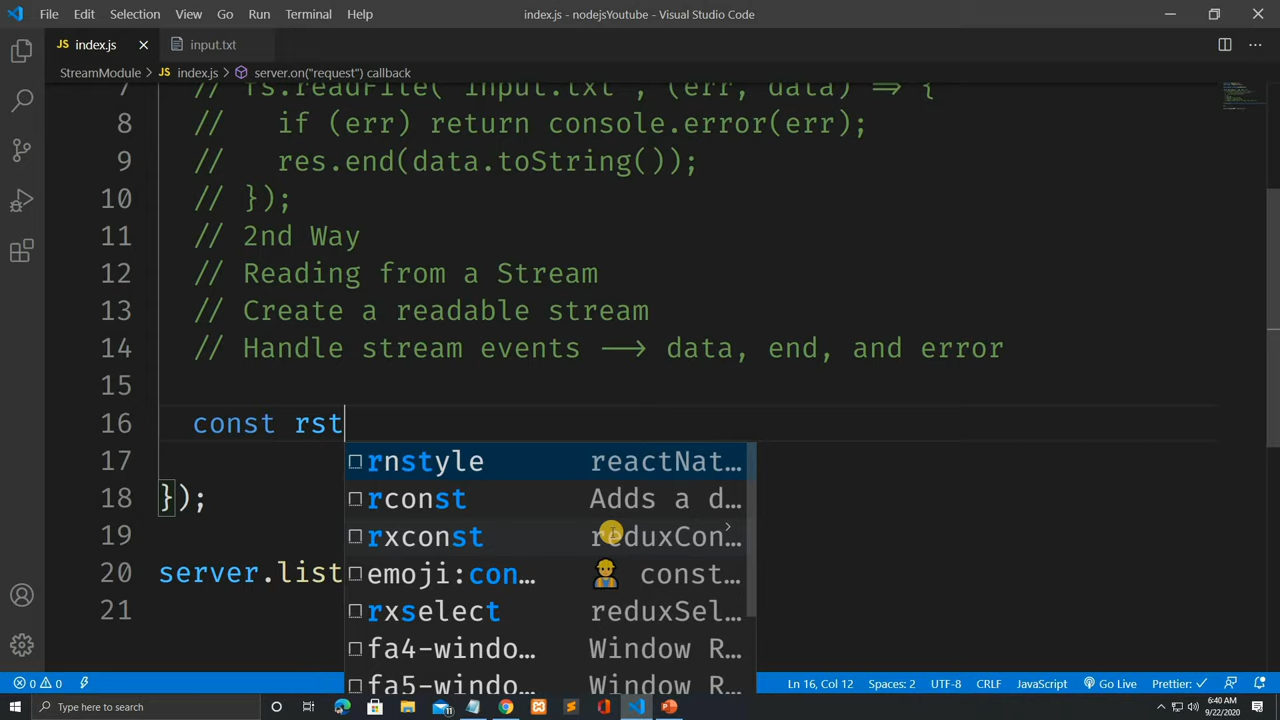 File Edit Selection View Go Run Terminal Help index.js - nodejsYoutube - Visual Studio Code
JS index.js input.txt
StreamModule > JS index.js > server.on("request") callback
7 // fs.readFile("input.txt", (err, data) => {
8 // if (err) return console.error(err);
9 // res.end(data.toString());
10 // });
11 // 2nd Way
12 // Reading from a Stream
13 // Create a readable stream
14 // Handle stream events --> data, end, and error
15
16 const rst
rnstyle reactNat…
17
rconst Adds a d…
18 });
rxconst reduxCon…
19
emoji:con… 👷 const…
20 server.list
rxselect reduxSel…
21
fa4-windo… Window R…
fa5-windo… Window R…
0 0 Ln 16, Col 12 Spaces: 2 UTF-8 CRLF JavaScript Go Live Prettier: ✓
Type here to search
6:40 AM
9/22/2020